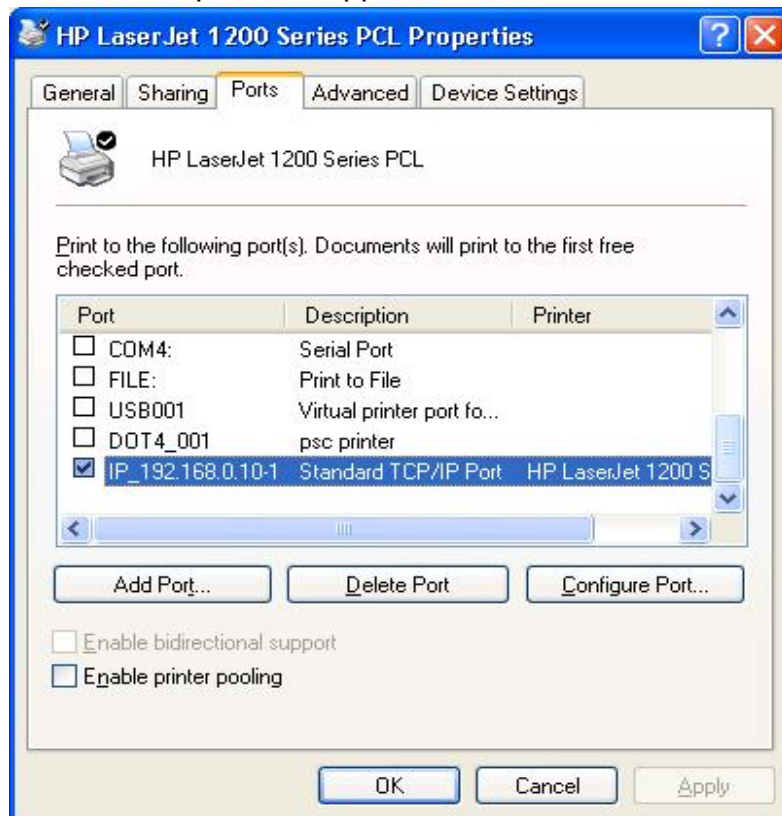 HP LaserJet 1200 Series PCL Properties
General Sharing Ports Advanced Device Settings
HP LaserJet 1200 Series PCL
Print to the following port(s). Documents will print to the first free
checked port.
Port Description Printer
COM4: Serial Port
FILE: Print to File
USB001 Virtual printer port fo...
DOT4_001 psc printer
IP_192.168.0.10-1 Standard TCP/IP Port HP LaserJet 1200 S
Add Port... Delete Port Configure Port...
Enable bidirectional support
Enable printer pooling
OK Cancel Apply